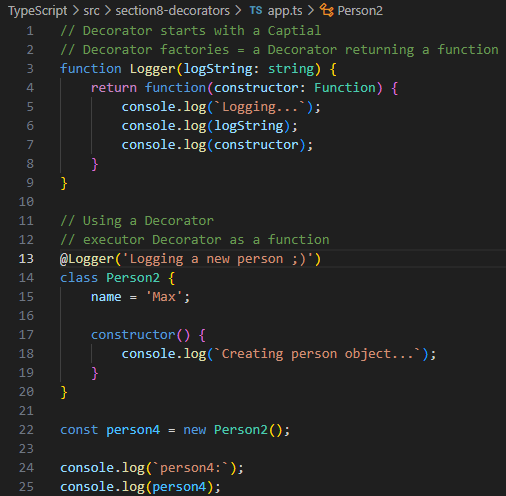 TypeScript > src > section8-decorators > TS app.ts > Person2
1 // Decorator starts with a Captial
2 // Decorator factories = a Decorator returning a function
3 function Logger(logString: string) {
4     return function(constructor: Function) {
5         console.log(`Logging...`);
6         console.log(logString);
7         console.log(constructor);
8     }
9 }
10
11 // Using a Decorator
12 // executor Decorator as a function
13 @Logger('Logging a new person ;)')
14 class Person2 {
15     name = 'Max';
16
17     constructor() {
18         console.log(`Creating person object...`);
19     }
20 }
21
22 const person4 = new Person2();
23
24 console.log(`person4:`);
25 console.log(person4);